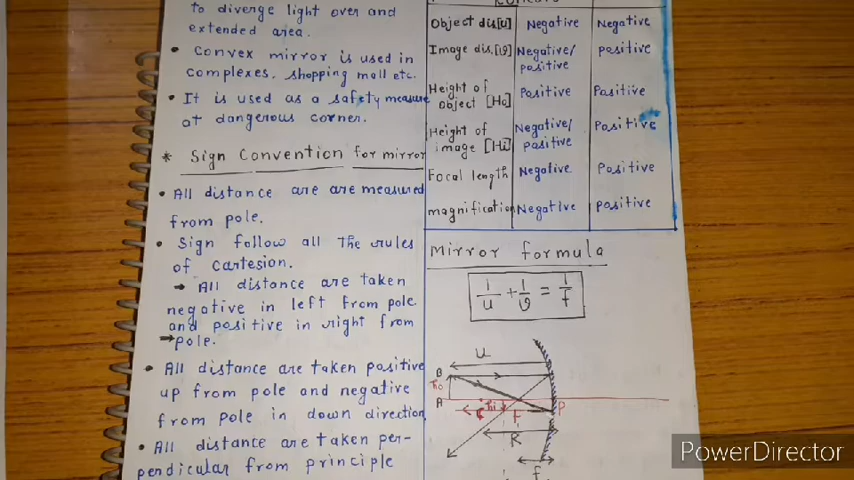 to diverge light over and
extended area.
• Convex mirror is used in
complexes, shopping mall etc.
• It is used as a safety measure
at dangerous corner.
* Sign Convention for mirror
• All distance are are measured
from pole.
• Sign follow all the rules
of cartesion.
→ All distance are taken
negative in left from pole.
and positive in right from
→ pole.
• All distance are taken positive
up from pole and negative
from pole in down direction
• All distance are taken per-
pendicular from principle
Object dis[u] Negative Negative
Image dis.[v] Negative/ positive
positive
Height of
object [Ho] Positive Positive
Height of Negative/ Positive
image [Hi] positive
Focal length Negative Positive
magnification Negative positive
Mirror formula
1/u + 1/v = 1/f
u
B
ho
A
hi
F
P
R
f
PowerDirector